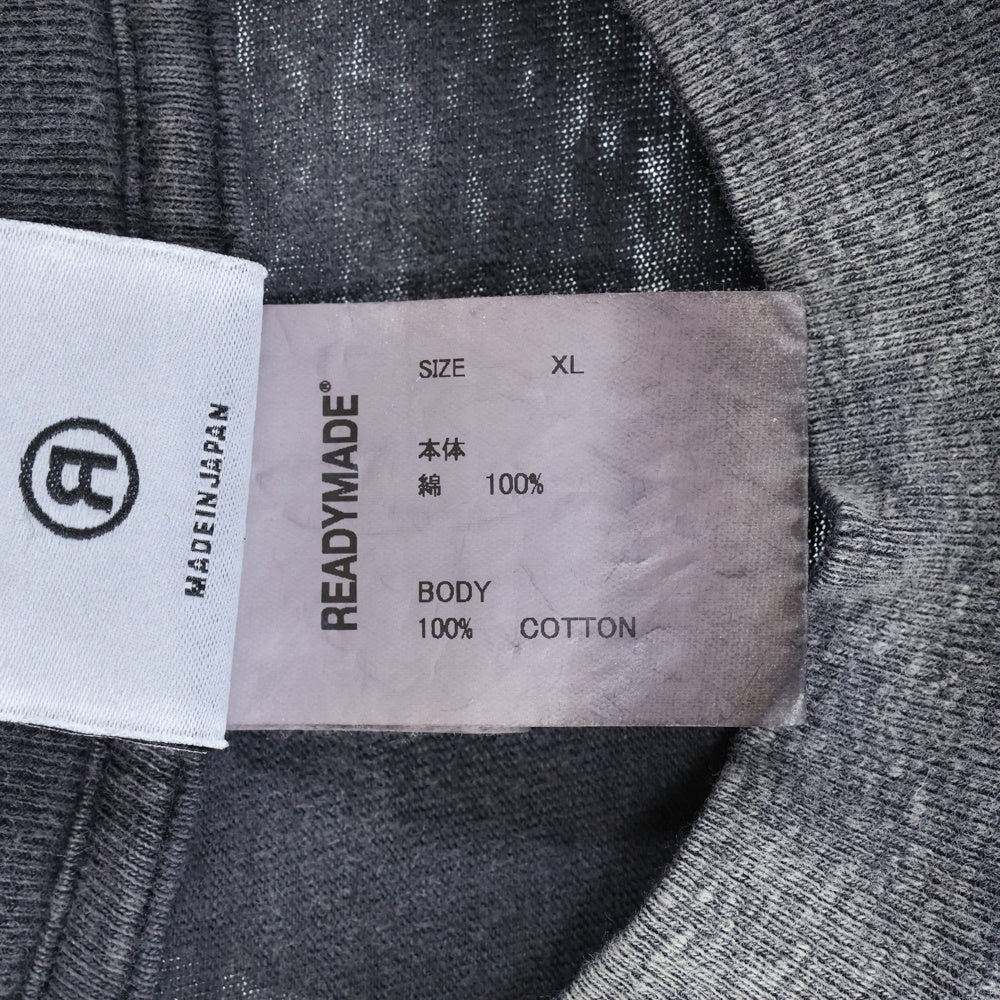 R
MADE IN JAPAN
READYMADE®
SIZE XL
本体
綿 100%
BODY
100% COTTON